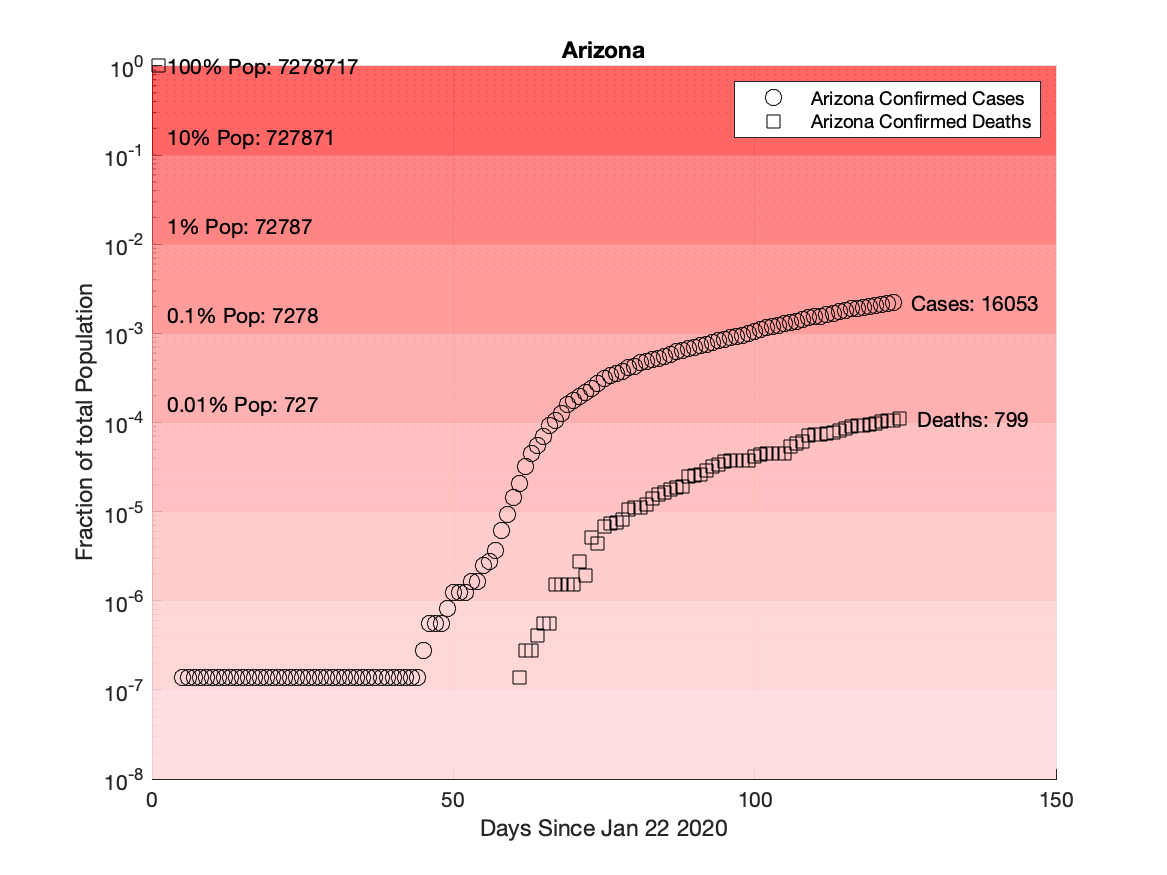 Arizona
10^0
100% Pop: 7278717
Arizona Confirmed Cases
Arizona Confirmed Deaths
10% Pop: 727871
10^-1
1% Pop: 72787
10^-2
Cases: 16053
0.1% Pop: 7278
10^-3
0.01% Pop: 727
10^-4
Deaths: 799
10^-5
10^-6
10^-7
10^-8
Fraction of total Population
0 50 100 150
Days Since Jan 22 2020